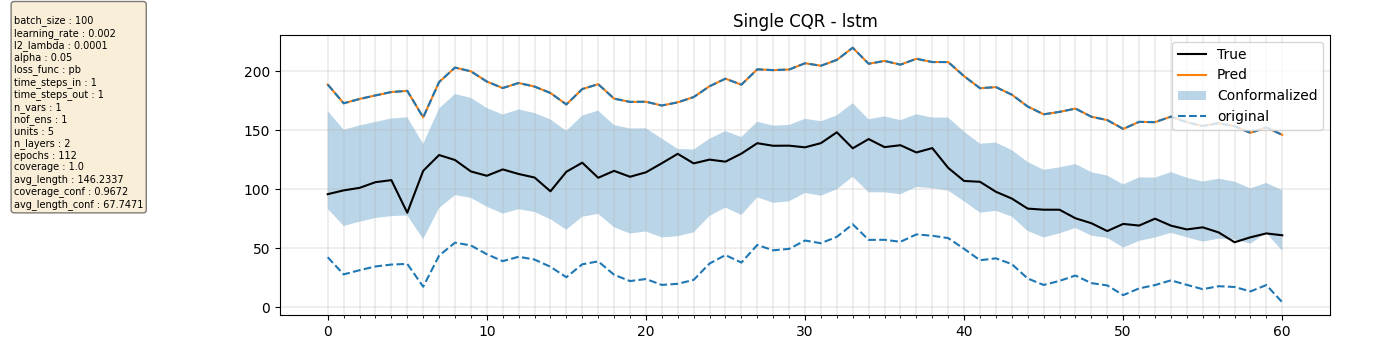 batch_size : 100
learning_rate : 0.002
l2_lambda : 0.0001
alpha : 0.05
loss_func : pb
time_steps_in : 1
time_steps_out : 1
n_vars : 1
nof_ens : 1
units : 5
n_layers : 2
epochs : 112
coverage : 1.0
avg_length : 146.2337
coverage_conf : 0.9672
avg_length_conf : 67.7471
Single CQR - lstm
True
Pred
Conformalized
original
200
150
100
50
0
0 10 20 30 40 50 60